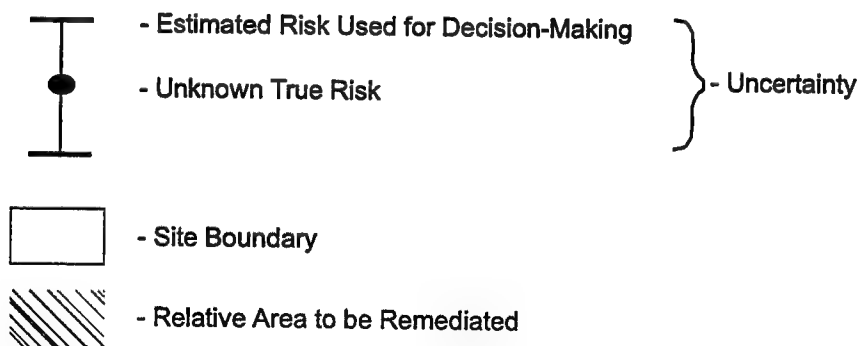 - Estimated Risk Used for Decision-Making
- Unknown True Risk
- Uncertainty
- Site Boundary
- Relative Area to be Remediated